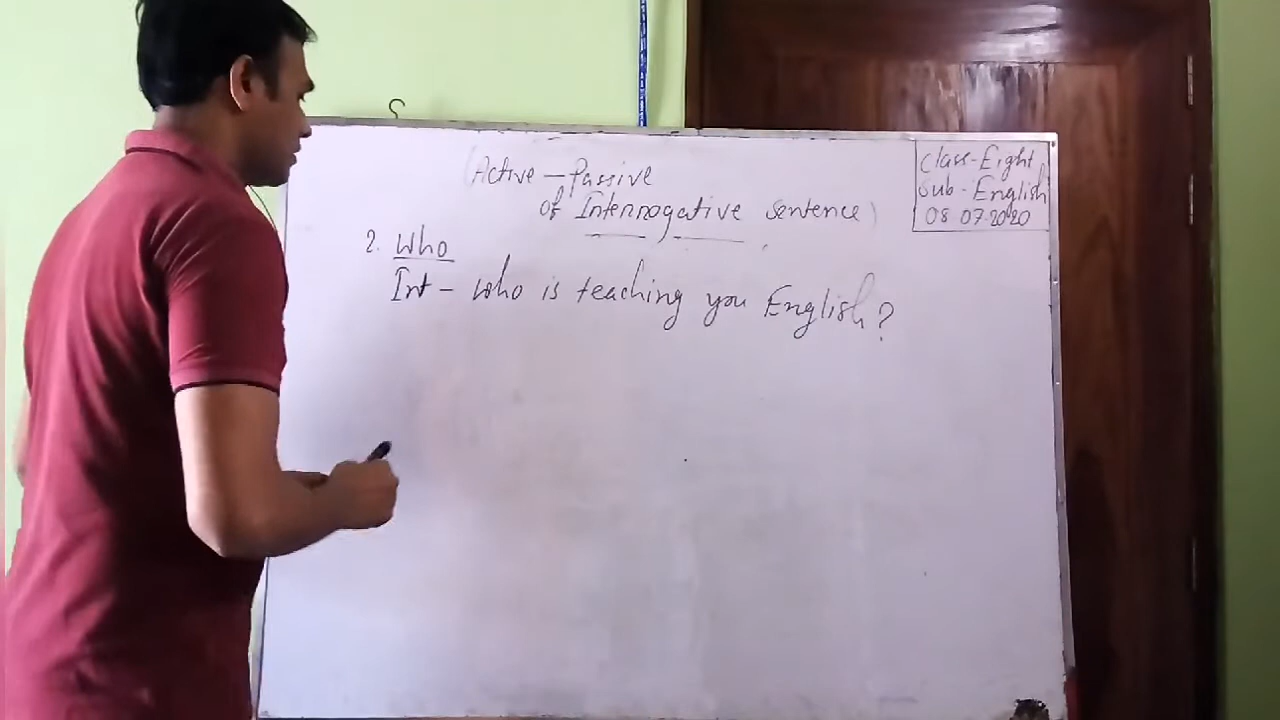 (Active - Passive
of Interrogative sentence)
Class-Eight
Sub - English
08 07.2020
2. Who
Int - Who is teaching you English?